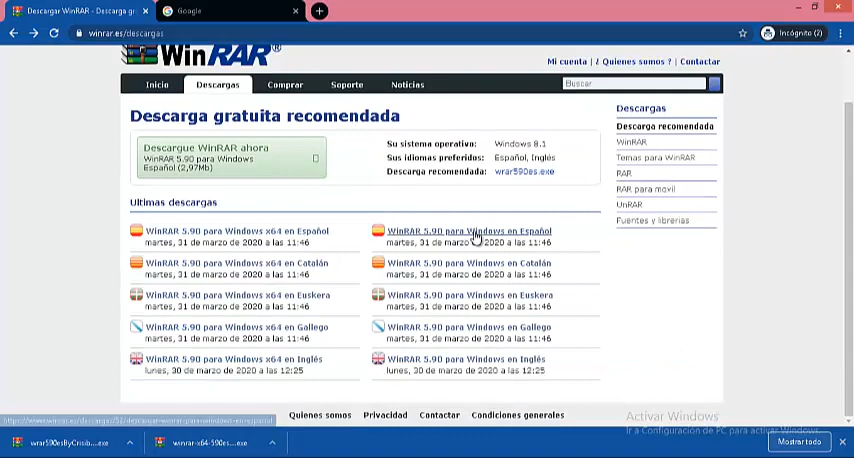 Descargar WinRAR - Descarga gr
Google
winrar.es/descargas
Incógnito (2)
WinRAR®
Mi cuenta | ¿ Quienes somos ? | Contactar
Inicio Descargas Comprar Soporte Noticias
Buscar
Descarga gratuita recomendada
Descargue WinRAR ahora
WinRAR 5.90 para Windows
Español (2,97Mb)
Su sistema operativo: Windows 8.1
Sus idiomas preferidos: Español, Inglés
Descarga recomendada: wrar590es.exe
Ultimas descargas
WinRAR 5.90 para Windows x64 en Español
martes, 31 de marzo de 2020 a las 11:46
WinRAR 5.90 para Windows x64 en Catalán
martes, 31 de marzo de 2020 a las 11:46
WinRAR 5.90 para Windows x64 en Euskera
martes, 31 de marzo de 2020 a las 11:46
WinRAR 5.90 para Windows x64 en Gallego
martes, 31 de marzo de 2020 a las 11:46
WinRAR 5.90 para Windows x64 en Inglés
lunes, 30 de marzo de 2020 a las 12:25
WinRAR 5.90 para Windows en Español
martes, 31 de marzo de 2020 a las 11:46
WinRAR 5.90 para Windows en Catalán
martes, 31 de marzo de 2020 a las 11:46
WinRAR 5.90 para Windows en Euskera
martes, 31 de marzo de 2020 a las 11:46
WinRAR 5.90 para Windows en Gallego
martes, 31 de marzo de 2020 a las 11:46
WinRAR 5.90 para Windows en Inglés
lunes, 30 de marzo de 2020 a las 12:25
Descargas
Descarga recomendada
WinRAR
Temas para WinRAR
RAR
RAR para movil
UnRAR
Fuentes y librerias
Quienes somos Privacidad Contactar Condiciones generales
Activar Windows
Ir a Configuración de PC para activar Windows.
wrar590esByCrisib....exe
winrar-x64-590es....exe
Mostrar todo